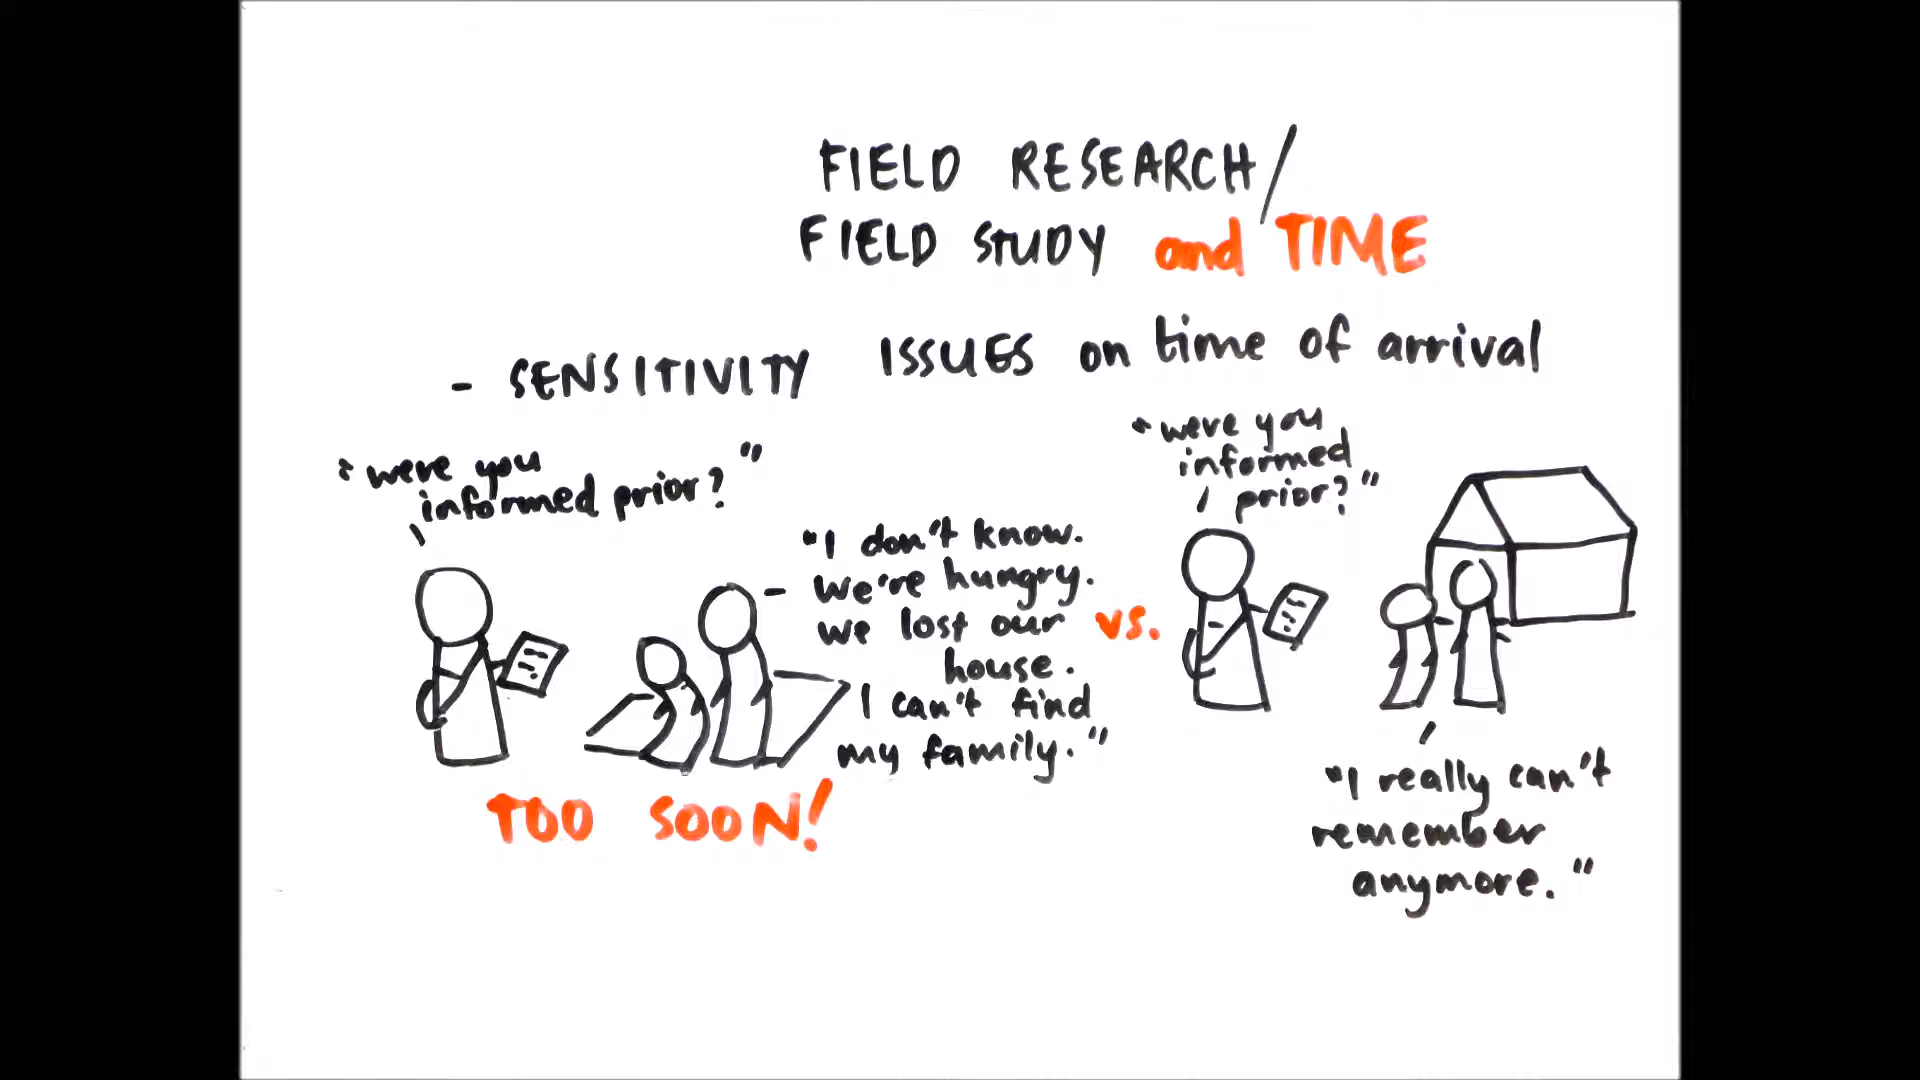 FIELD RESEARCH/
FIELD STUDY and TIME
- SENSITIVITY ISSUES on time of arrival
"were you
informed prior?"
"I don't know.
we're hungry.
we lost our
house.
I can't find
my family."
TOO SOON!
vs.
"were you
informed
prior?"
"I really can't
remember
anymore."